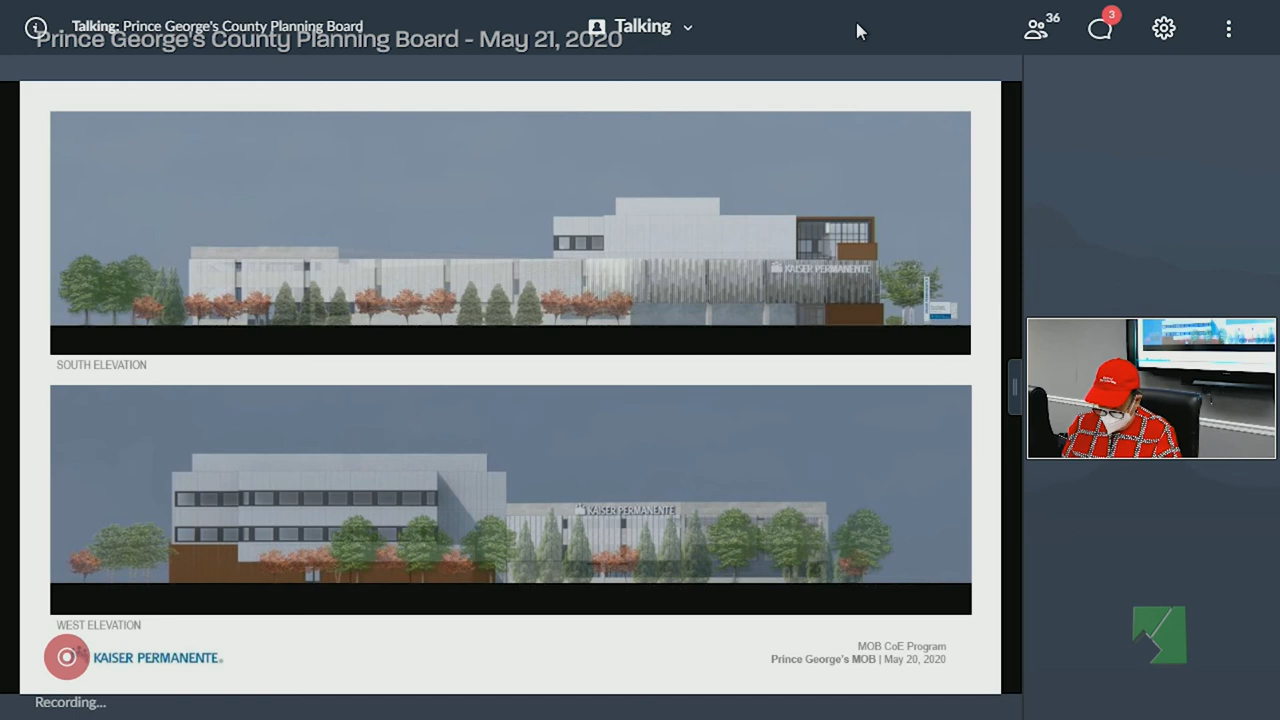 Talking: Prince George's County Planning Board
Talking
36
3
Prince George's County Planning Board - May 21, 2020
KAISER PERMANENTE
SOUTH ELEVATION
KAISER PERMANENTE
WEST ELEVATION
KAISER PERMANENTE®
MOB CoE Program
Prince George's MOB | May 20, 2020
Recording...